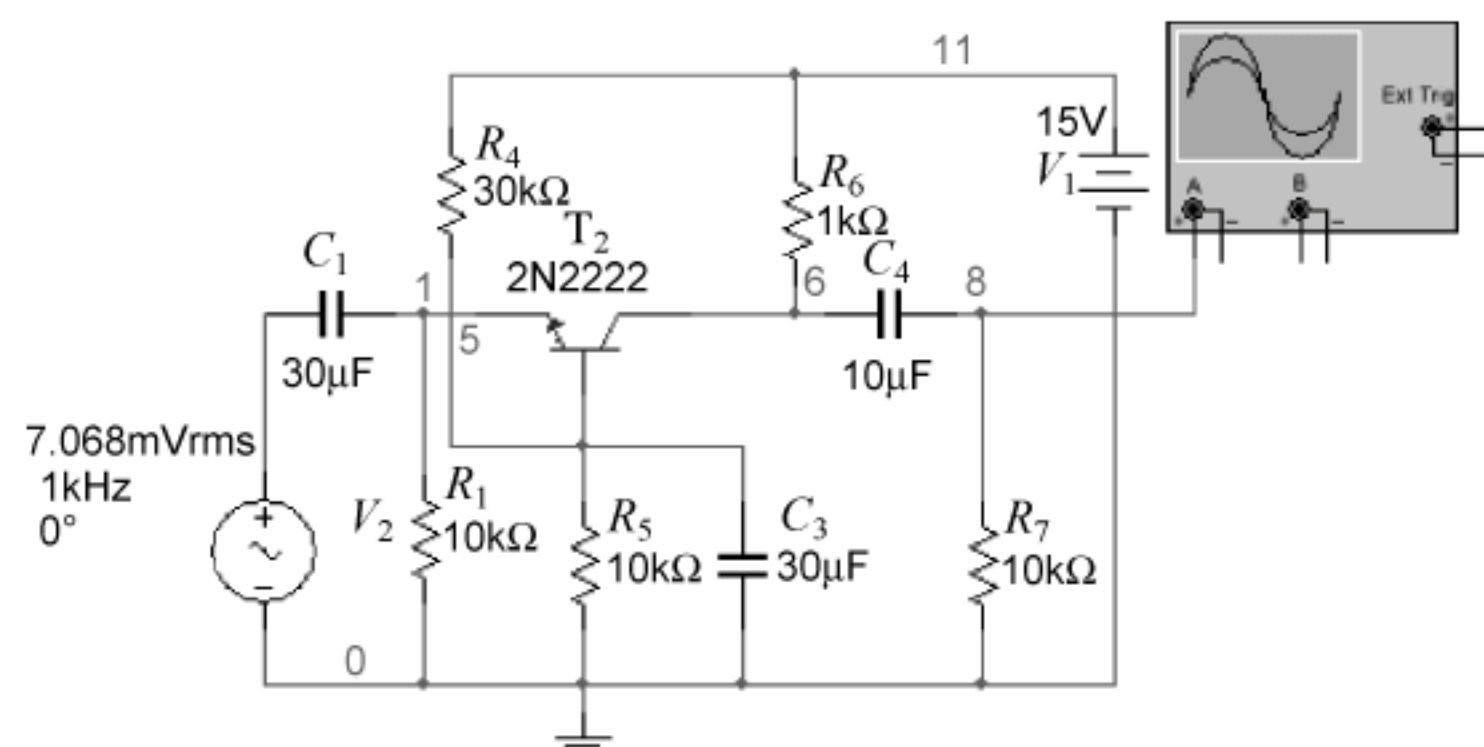 11
15V
V1
Ext Trig
A
B
R4
30kΩ
T2
2N2222
R6
1kΩ
C1
1
5
30μF
6
C4
8
10μF
7.068mVrms
1kHz
0°
V2
R1
10kΩ
R5
10kΩ
C3
30μF
R7
10kΩ
0